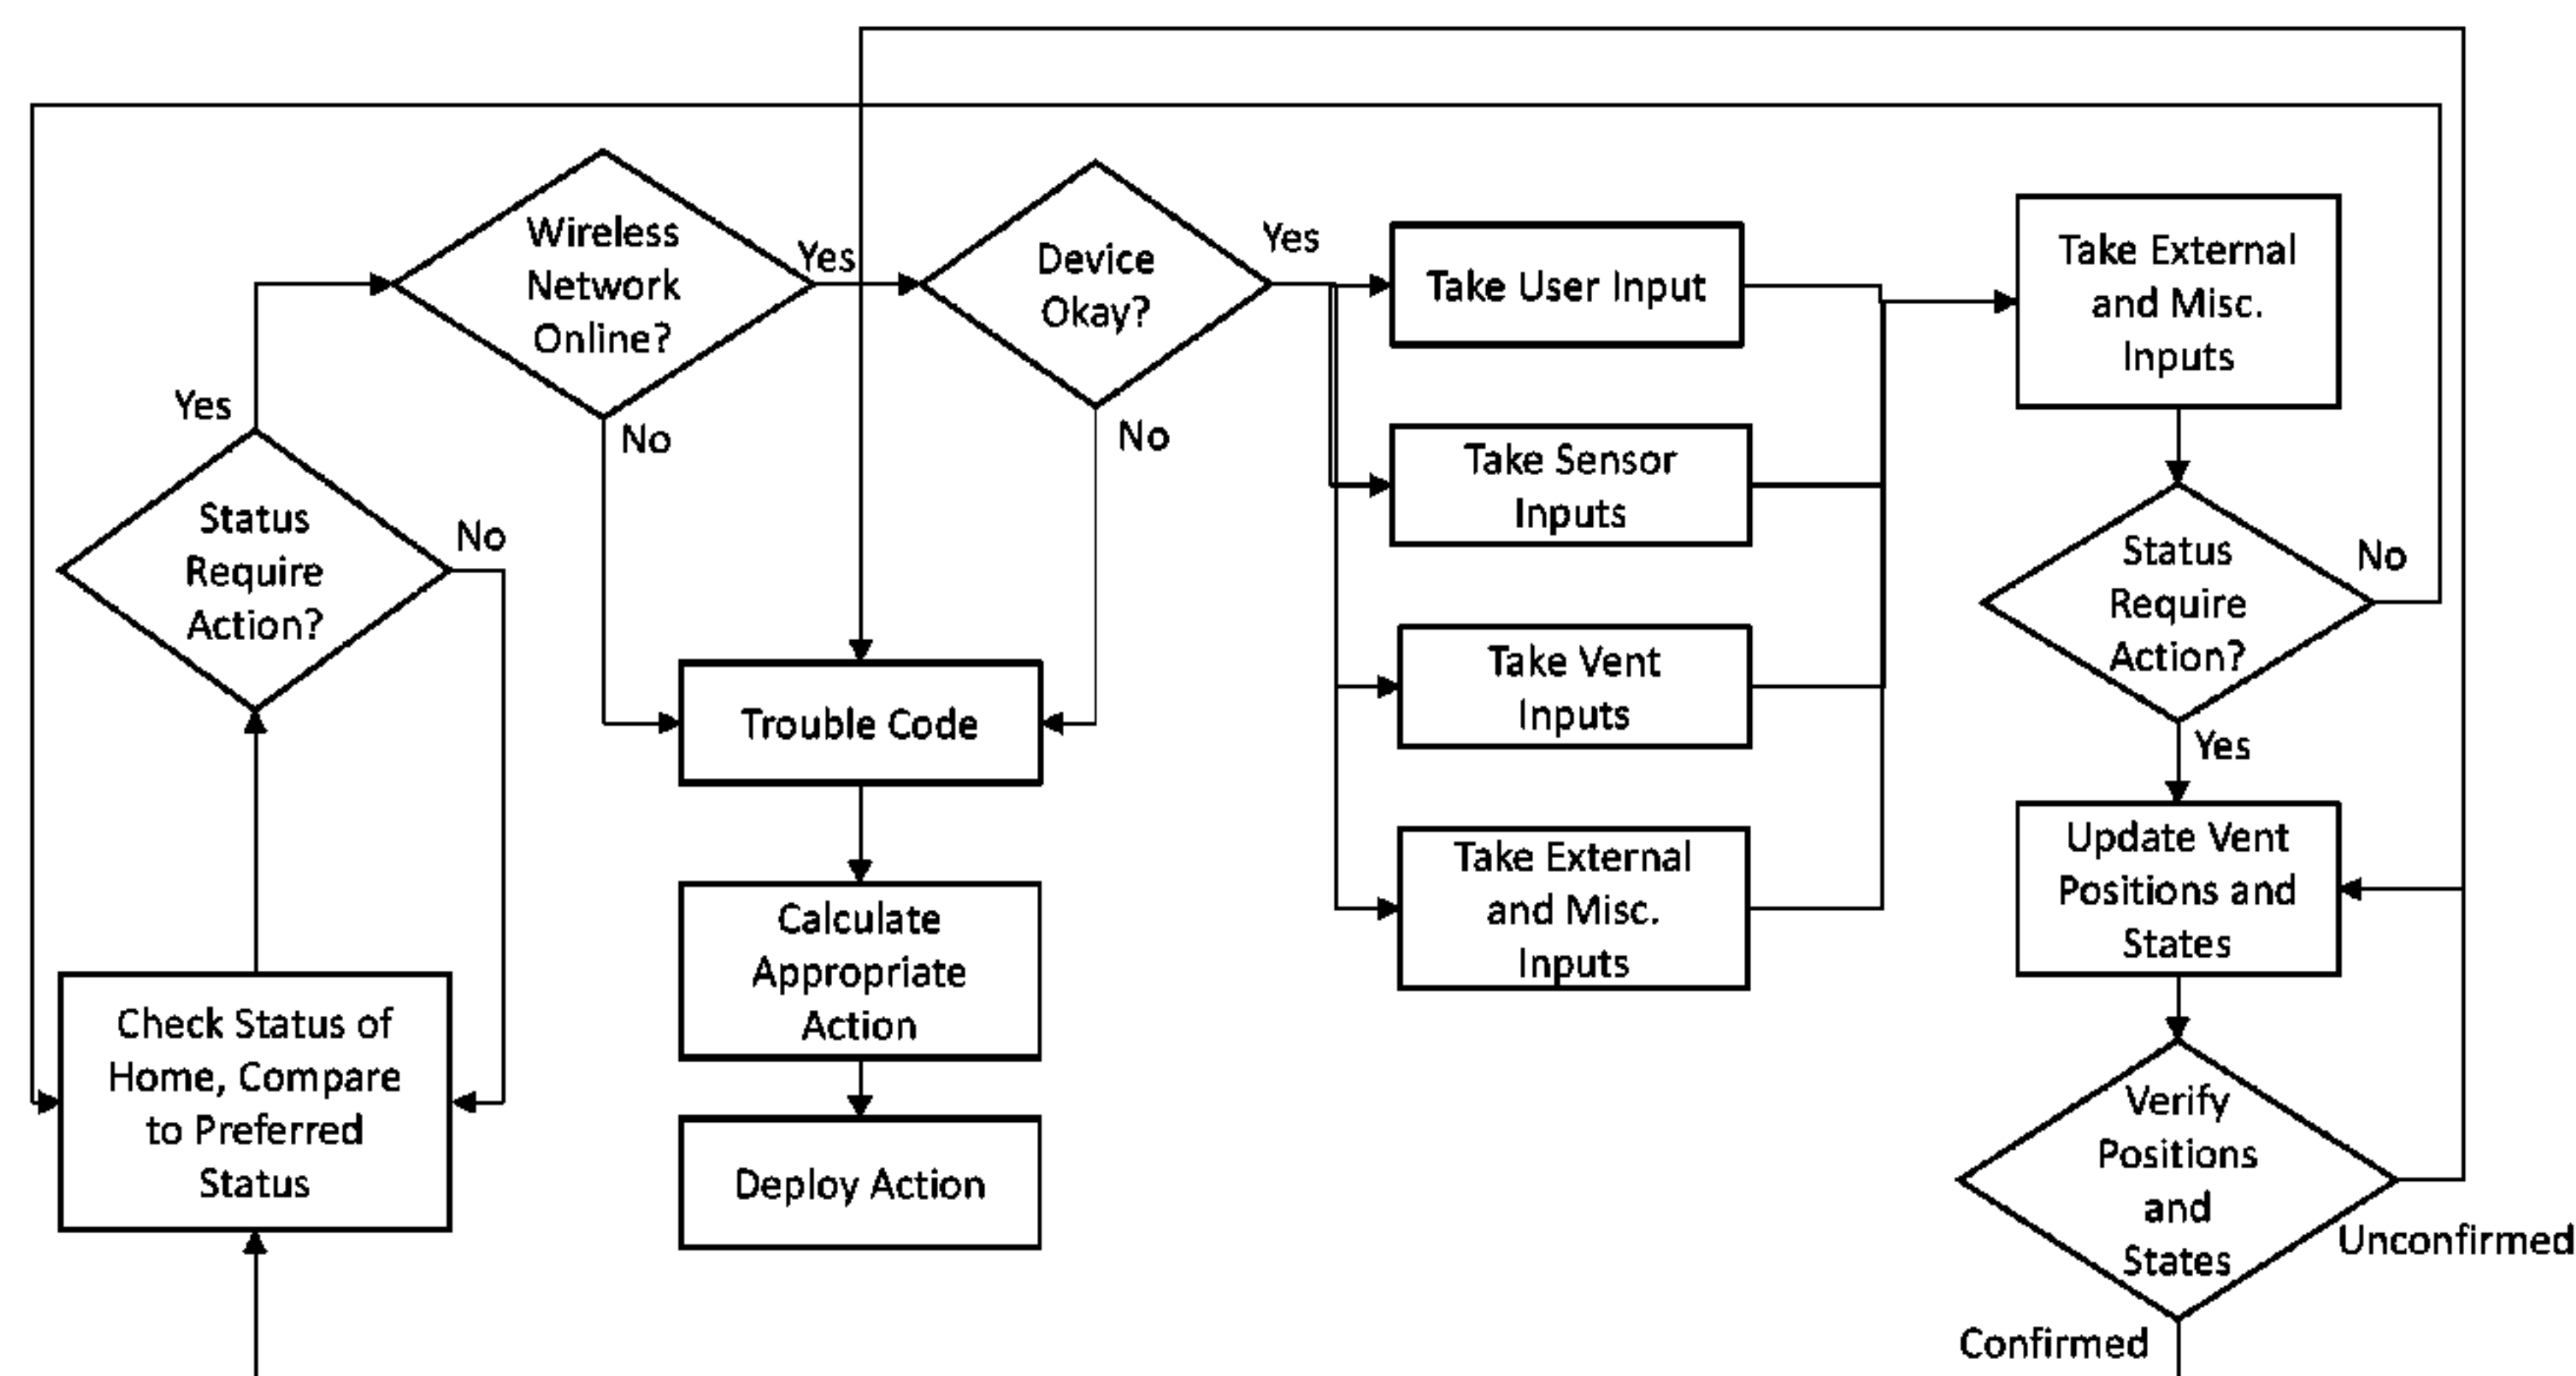 Wireless
Network
Online?
Yes
No
Device
Okay?
Yes
No
Yes
Status
Require
Action?
No
Check Status of
Home, Compare
to Preferred
Status
Trouble Code
Calculate
Appropriate
Action
Deploy Action
Take User Input
Take Sensor
Inputs
Take Vent
Inputs
Take External
and Misc.
Inputs
Take External
and Misc.
Inputs
Status
Require
Action?
No
Yes
Update Vent
Positions and
States
Verify
Positions
and
States
Unconfirmed
Confirmed